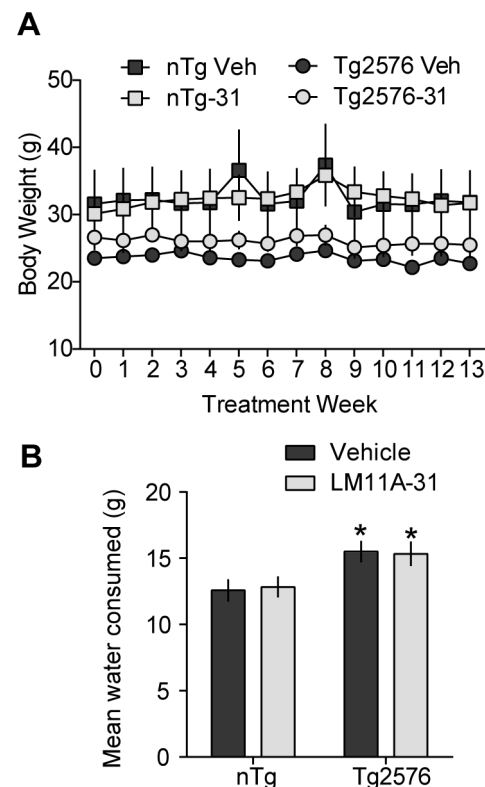 A
nTg Veh
Tg2576 Veh
nTg-31
Tg2576-31
Body Weight (g)
50
40
30
20
10
0 1 2 3 4 5 6 7 8 9 10 11 12 13
Treatment Week
B
Vehicle
LM11A-31
Mean water consumed (g)
20
15
10
5
0
* *
nTg Tg2576